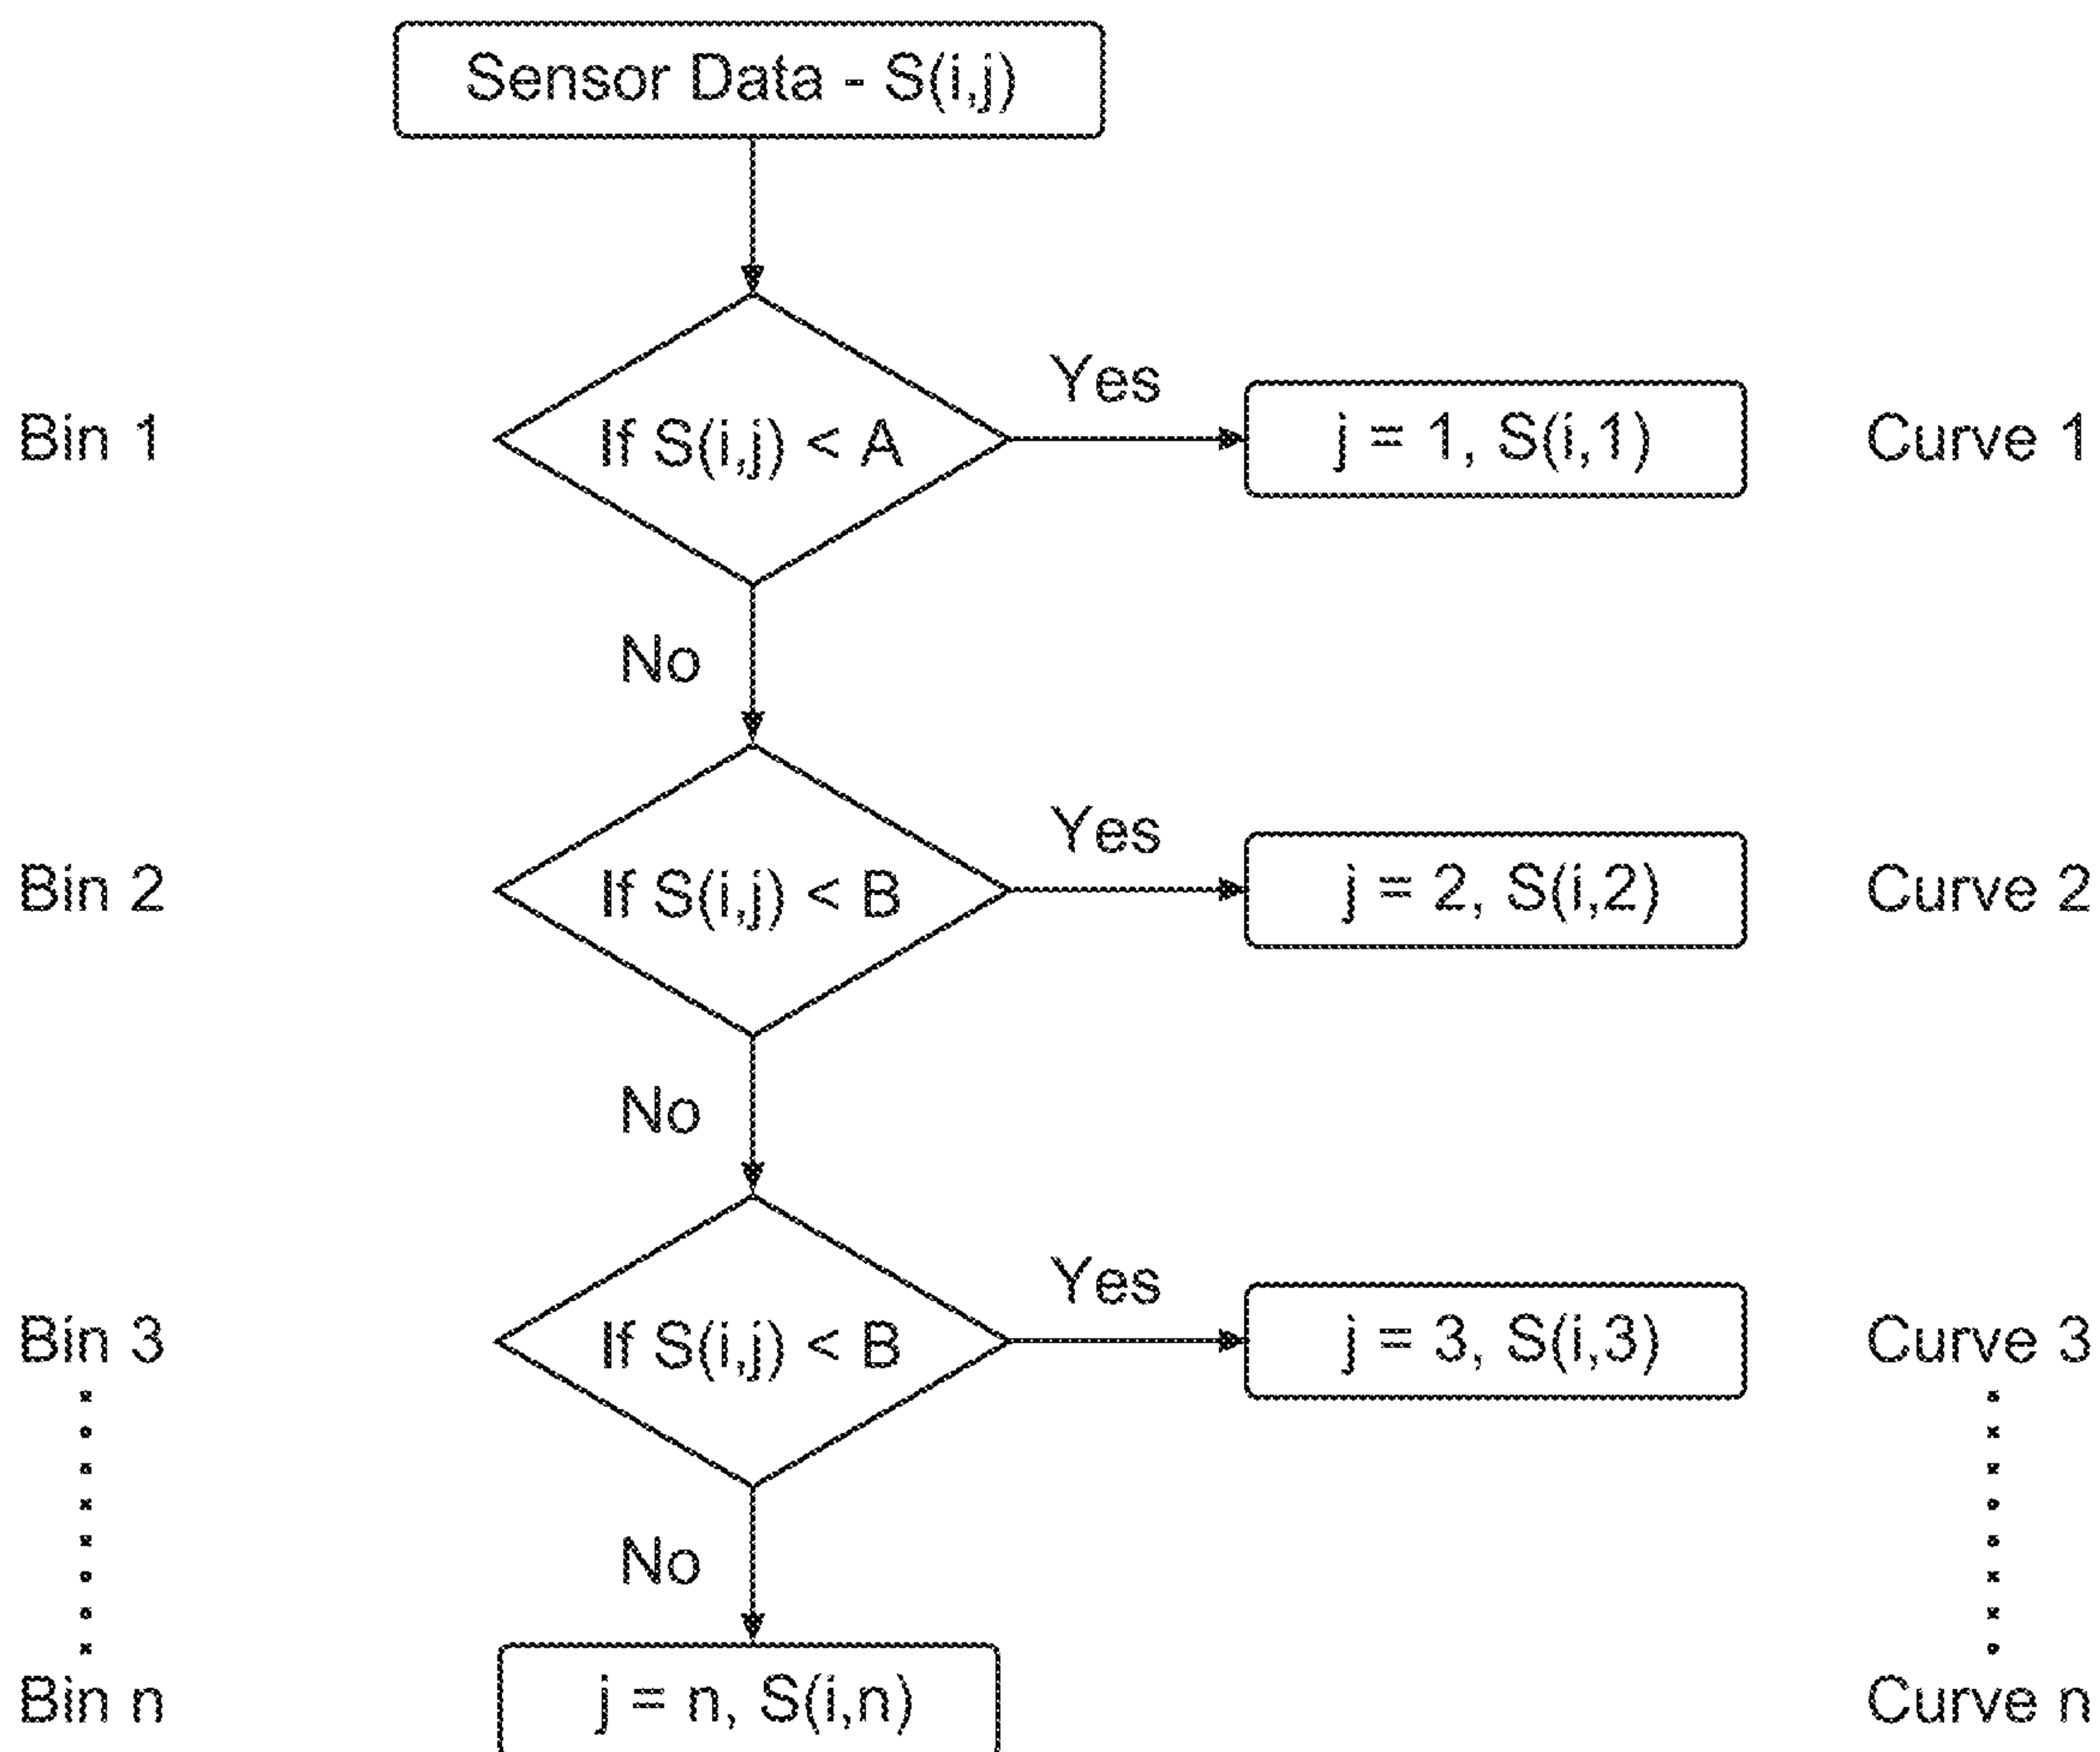 Sensor Data - S(i,j)
Yes
Bin 1
If S(i,j) < A
j = 1, S(i,1)
Curve 1
No
Yes
Bin 2
If S(i,j) < B
j = 2, S(i,2)
Curve 2
No
Yes
Bin 3
If S(i,j) < B
j = 3, S(i,3)
Curve 3
No
Bin n
j = n, S(i,n)
Curve n